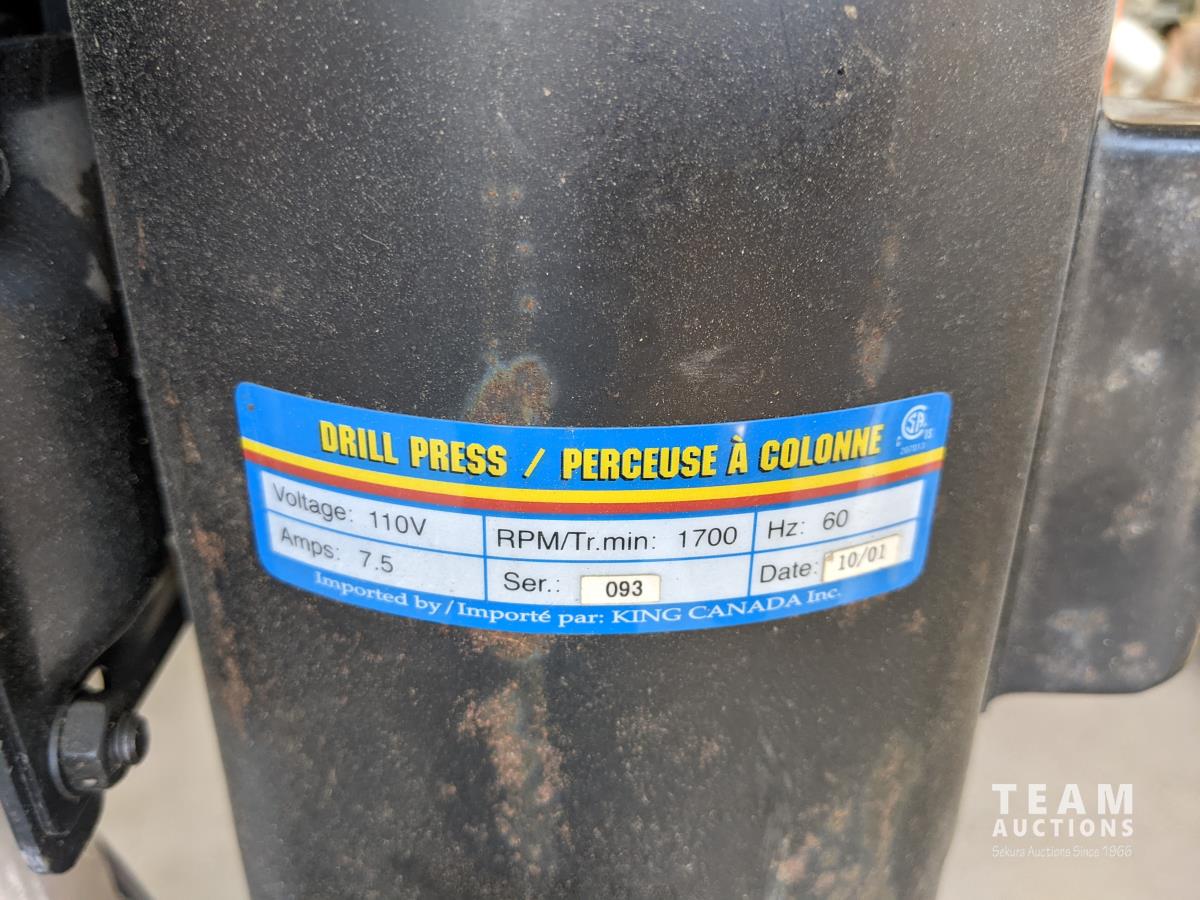 DRILL PRESS / PERCEUSE À COLONNE
Voltage: 110V
RPM/Tr.min: 1700
Hz: 60
Amps: 7.5
Ser.: 093
Date: 10/01
Imported by/Importé par: KING CANADA Inc.
TEAM
AUCTIONS
Sekura Auctions Since 1966